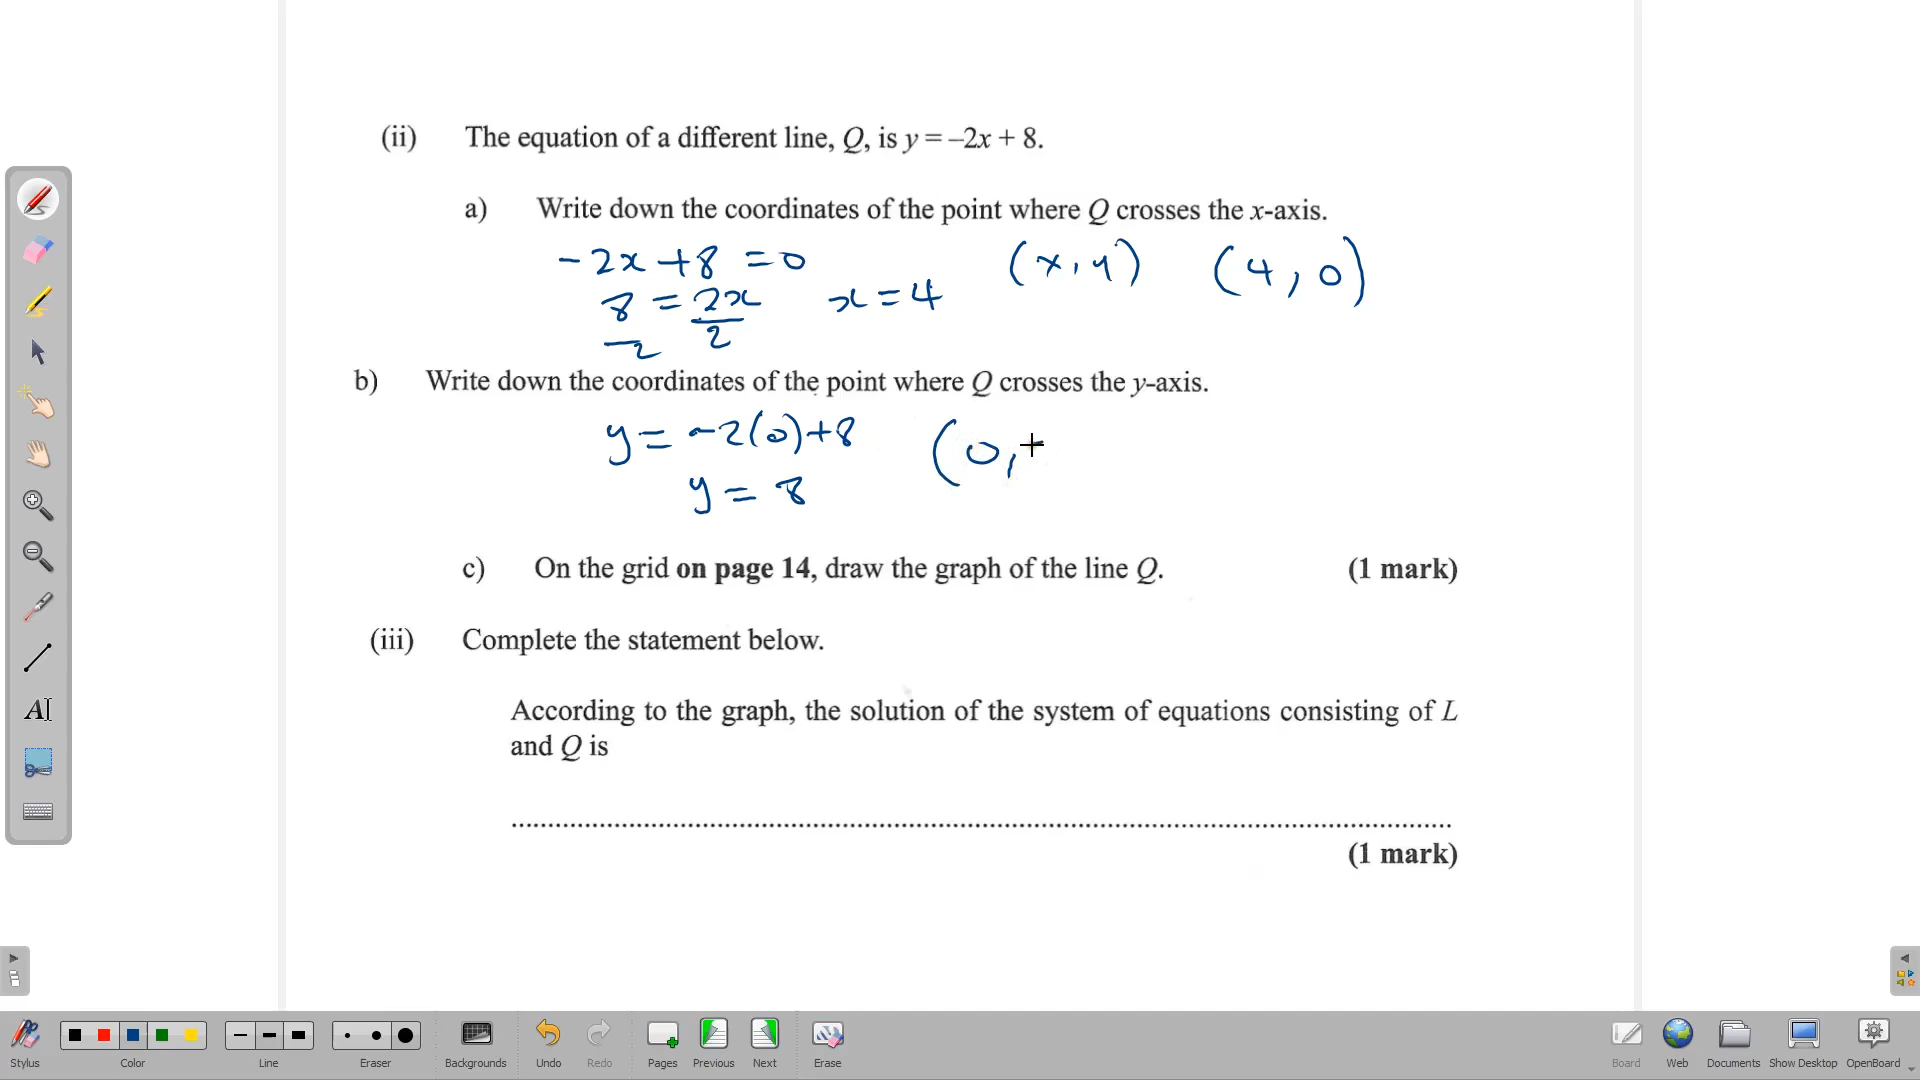 (ii) The equation of a different line, Q, is y = –2x + 8.
a) Write down the coordinates of the point where Q crosses the x-axis.
-2x +8 =0 (x,y) (4,0)
8 = 2x x = 4
-2 2
b) Write down the coordinates of the point where Q crosses the y-axis.
y = -2(0)+8 (0,
y = 8
c) On the grid on page 14, draw the graph of the line Q. (1 mark)
(iii) Complete the statement below.
According to the graph, the solution of the system of equations consisting of L
and Q is
(1 mark)
Stylus Color Line Eraser Backgrounds Undo Redo Pages Previous Next Erase Board Web Documents Show Desktop OpenBoard